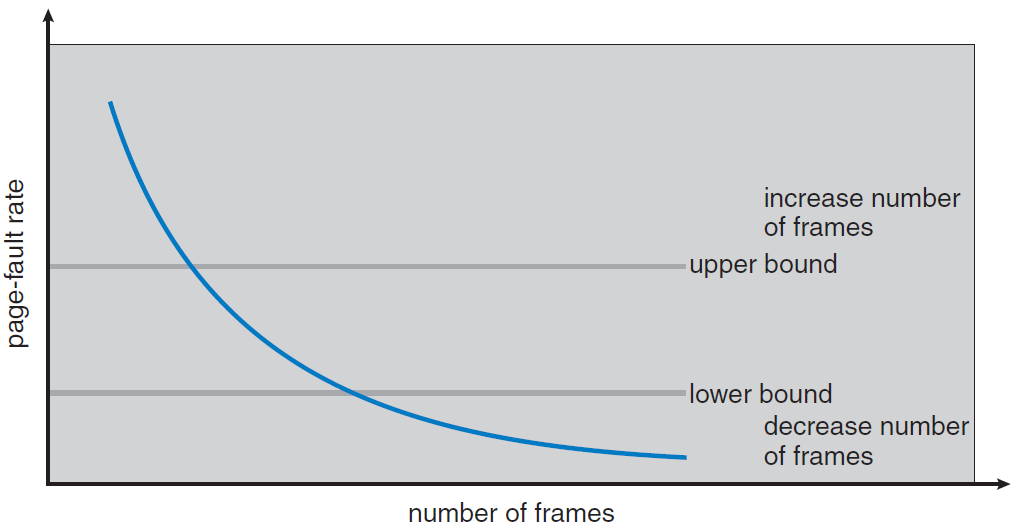 page-fault rate
increase number
of frames
upper bound
lower bound
decrease number
of frames
number of frames